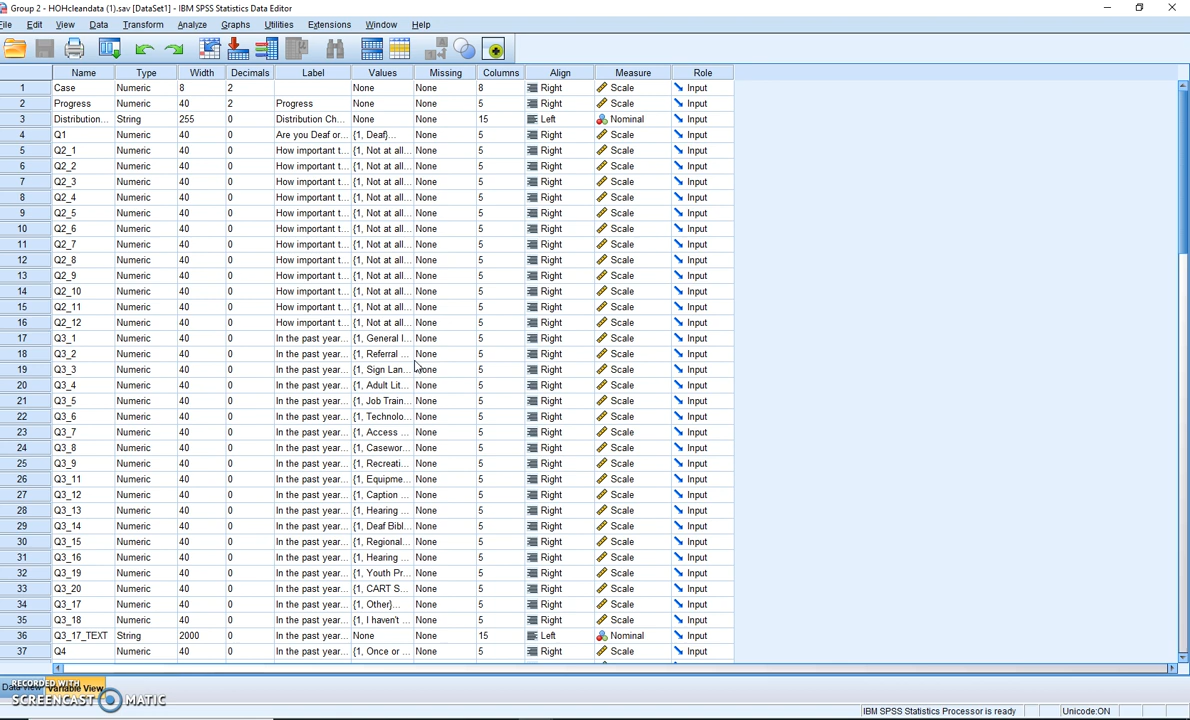 Group 2 - HOHcleandata (1).sav [DataSet1] - IBM SPSS Statistics Data Editor
File Edit View Data Transform Analyze Graphs Utilities Extensions Window Help
Name Type Width Decimals Label Values Missing Columns Align Measure Role
1 Case Numeric 8 2 None None 8 Right Scale Input
2 Progress Numeric 40 2 Progress None None 5 Right Scale Input
3 Distribution... String 255 0 Distribution Ch... None None 15 Left Nominal Input
4 Q1 Numeric 40 0 Are you Deaf or... {1, Deaf}... None 5 Right Scale Input
5 Q2_1 Numeric 40 0 How important t... {1, Not at all... None 5 Right Scale Input
6 Q2_2 Numeric 40 0 How important t... {1, Not at all... None 5 Right Scale Input
7 Q2_3 Numeric 40 0 How important t... {1, Not at all... None 5 Right Scale Input
8 Q2_4 Numeric 40 0 How important t... {1, Not at all... None 5 Right Scale Input
9 Q2_5 Numeric 40 0 How important t... {1, Not at all... None 5 Right Scale Input
10 Q2_6 Numeric 40 0 How important t... {1, Not at all... None 5 Right Scale Input
11 Q2_7 Numeric 40 0 How important t... {1, Not at all... None 5 Right Scale Input
12 Q2_8 Numeric 40 0 How important t... {1, Not at all... None 5 Right Scale Input
13 Q2_9 Numeric 40 0 How important t... {1, Not at all... None 5 Right Scale Input
14 Q2_10 Numeric 40 0 How important t... {1, Not at all... None 5 Right Scale Input
15 Q2_11 Numeric 40 0 How important t... {1, Not at all... None 5 Right Scale Input
16 Q2_12 Numeric 40 0 How important t... {1, Not at all... None 5 Right Scale Input
17 Q3_1 Numeric 40 0 In the past year... {1, General I... None 5 Right Scale Input
18 Q3_2 Numeric 40 0 In the past year... {1, Referral ... None 5 Right Scale Input
19 Q3_3 Numeric 40 0 In the past year... {1, Sign Lan... None 5 Right Scale Input
20 Q3_4 Numeric 40 0 In the past year... {1, Adult Lit... None 5 Right Scale Input
21 Q3_5 Numeric 40 0 In the past year... {1, Job Train... None 5 Right Scale Input
22 Q3_6 Numeric 40 0 In the past year... {1, Technolo... None 5 Right Scale Input
23 Q3_7 Numeric 40 0 In the past year... {1, Access ... None 5 Right Scale Input
24 Q3_8 Numeric 40 0 In the past year... {1, Casewor... None 5 Right Scale Input
25 Q3_9 Numeric 40 0 In the past year... {1, Recreati... None 5 Right Scale Input
26 Q3_11 Numeric 40 0 In the past year... {1, Equipme... None 5 Right Scale Input
27 Q3_12 Numeric 40 0 In the past year... {1, Caption ... None 5 Right Scale Input
28 Q3_13 Numeric 40 0 In the past year... {1, Hearing ... None 5 Right Scale Input
29 Q3_14 Numeric 40 0 In the past year... {1, Deaf Bibl... None 5 Right Scale Input
30 Q3_15 Numeric 40 0 In the past year... {1, Regional... None 5 Right Scale Input
31 Q3_16 Numeric 40 0 In the past year... {1, Hearing ... None 5 Right Scale Input
32 Q3_19 Numeric 40 0 In the past year... {1, Youth Pr... None 5 Right Scale Input
33 Q3_20 Numeric 40 0 In the past year... {1, CART S... None 5 Right Scale Input
34 Q3_17 Numeric 40 0 In the past year... {1, Other}... None 5 Right Scale Input
35 Q3_18 Numeric 40 0 In the past year... {1, I haven't ... None 5 Right Scale Input
36 Q3_17_TEXT String 2000 0 In the past year... None None 15 Left Nominal Input
37 Q4 Numeric 40 0 In the past year... {1, Once or ... None 5 Right Scale Input
Data View Variable View
RECORDED WITH
SCREENCAST MATIC
IBM SPSS Statistics Processor is ready Unicode:ON